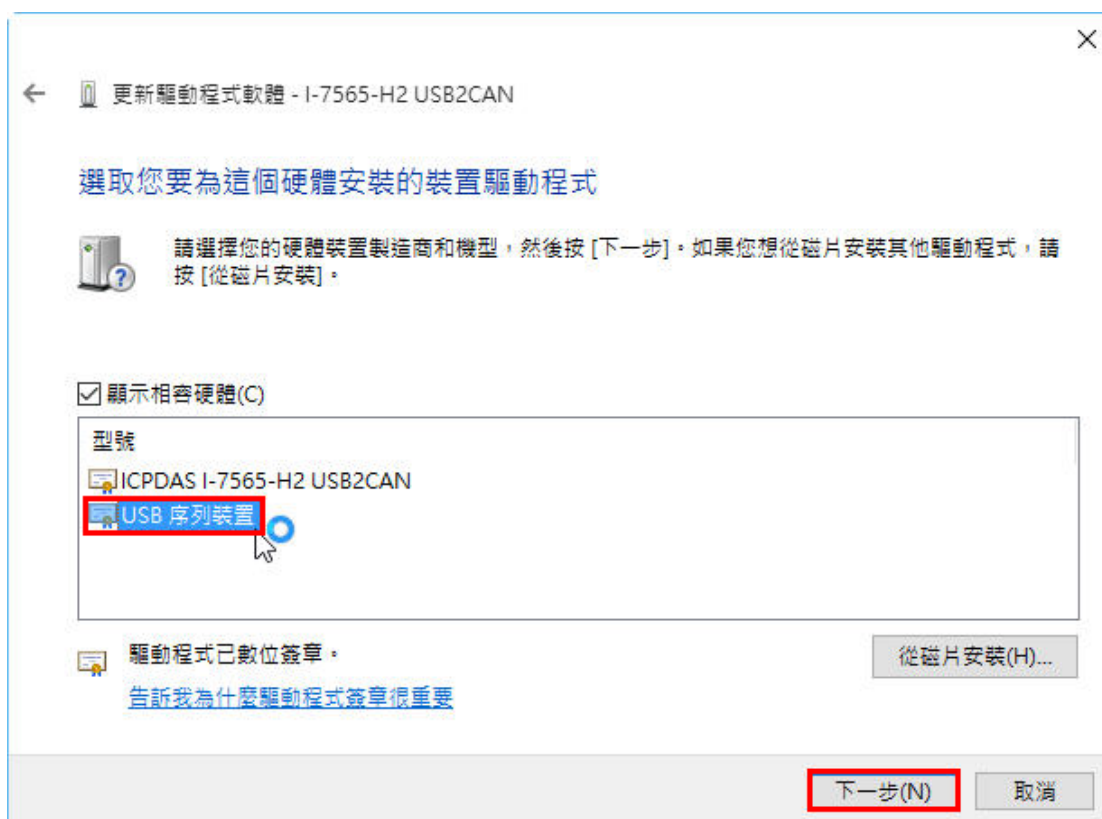 更新驅動程式軟體 - I-7565-H2 USB2CAN
選取您要為這個硬體安裝的裝置驅動程式
請選擇您的硬體裝置製造商和機型，然後按 [下一步]。如果您想從磁片安裝其他驅動程式，請
按 [從磁片安裝]。
顯示相容硬體(C)
型號
ICPDAS I-7565-H2 USB2CAN
USB 序列裝置
驅動程式已數位簽章。
從磁片安裝(H)...
告訴我為什麼驅動程式簽章很重要
下一步(N)
取消